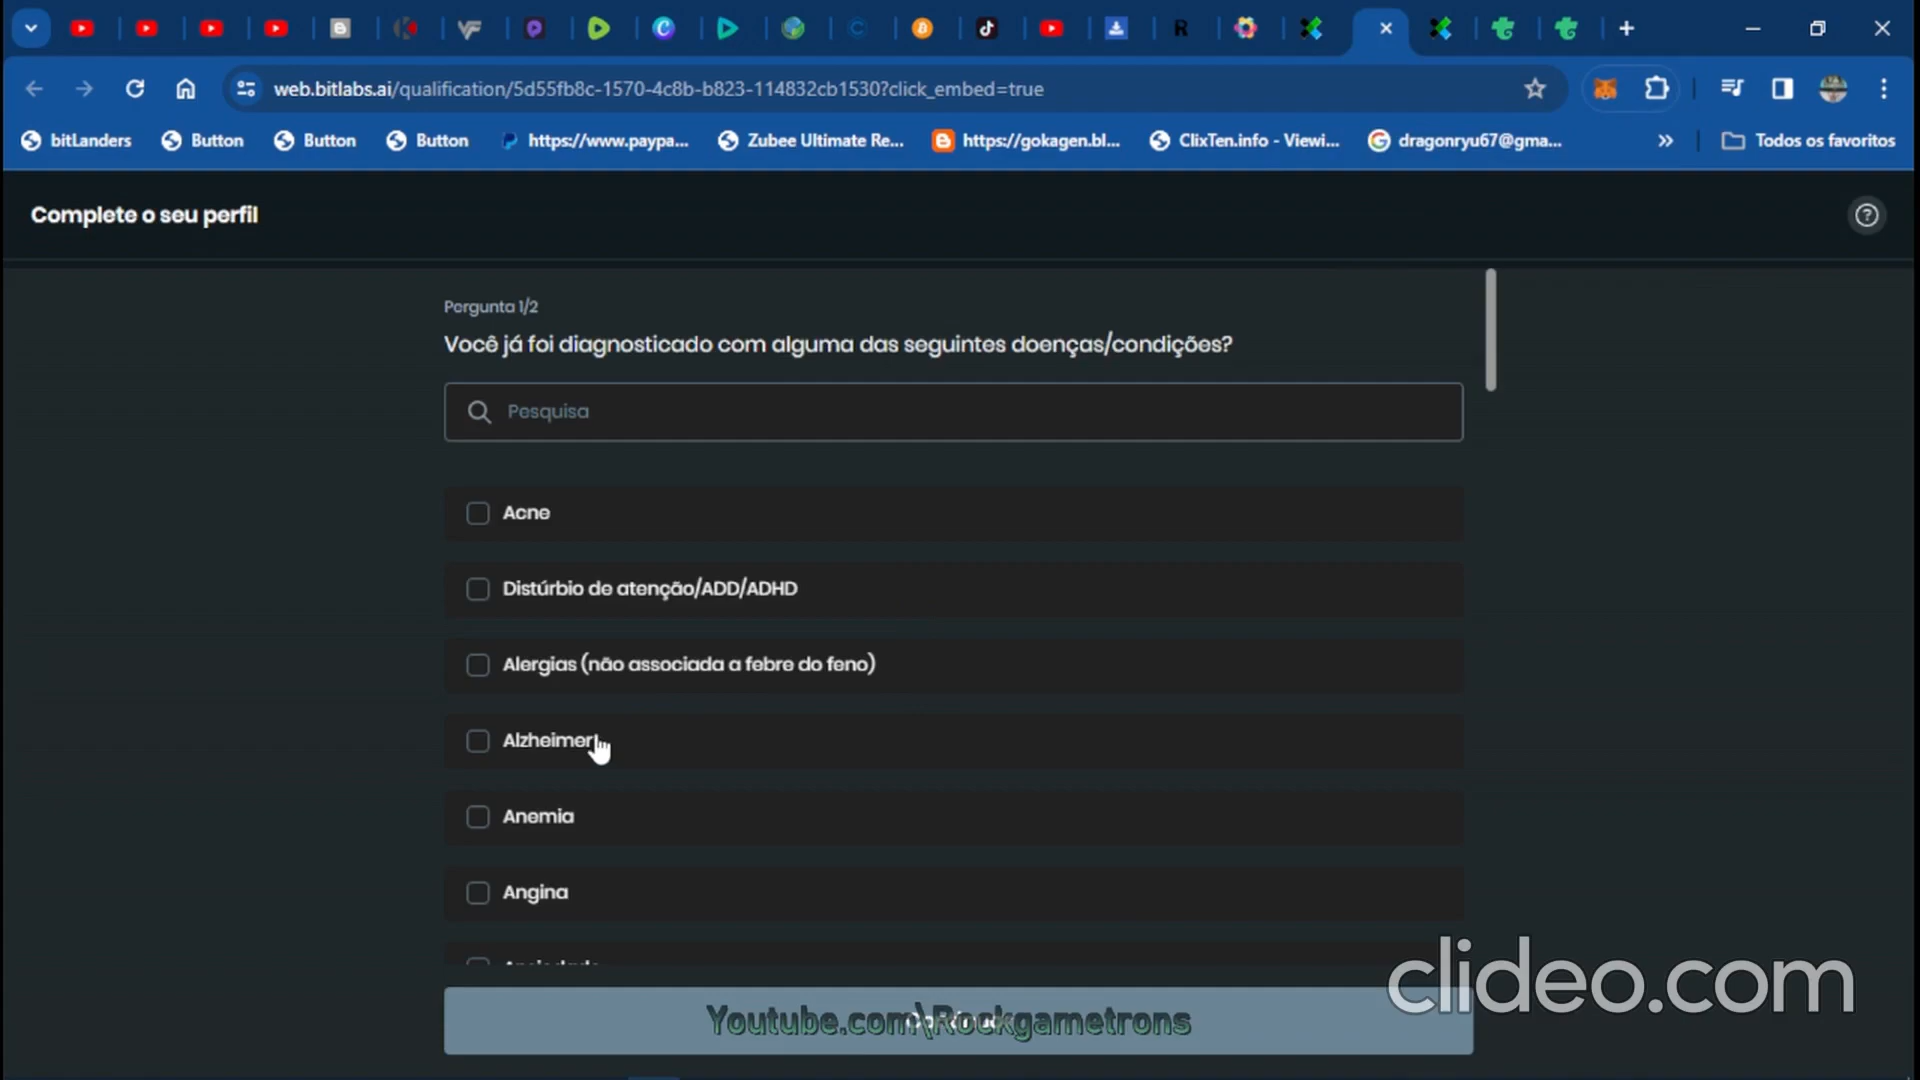 web.bitlabs.ai/qualification/5d55fb8c-1570-4c8b-b823-114832cb1530?click_embed=true
bitLanders Button Button Button https://www.paypa... Zubee Ultimate Re... https://gokagen.bl... ClixTen.info - Viewi... dragonryu67@gma... » Todos os favoritos
Complete o seu perfil
Pergunta 1/2
Você já foi diagnosticado com alguma das seguintes doenças/condições?
Pesquisa
Acne
Distúrbio de atenção/ADD/ADHD
Alergias (não associada a febre do feno)
Alzheimer
Anemia
Angina
clideo.com
Youtube.com\Rockgametrons